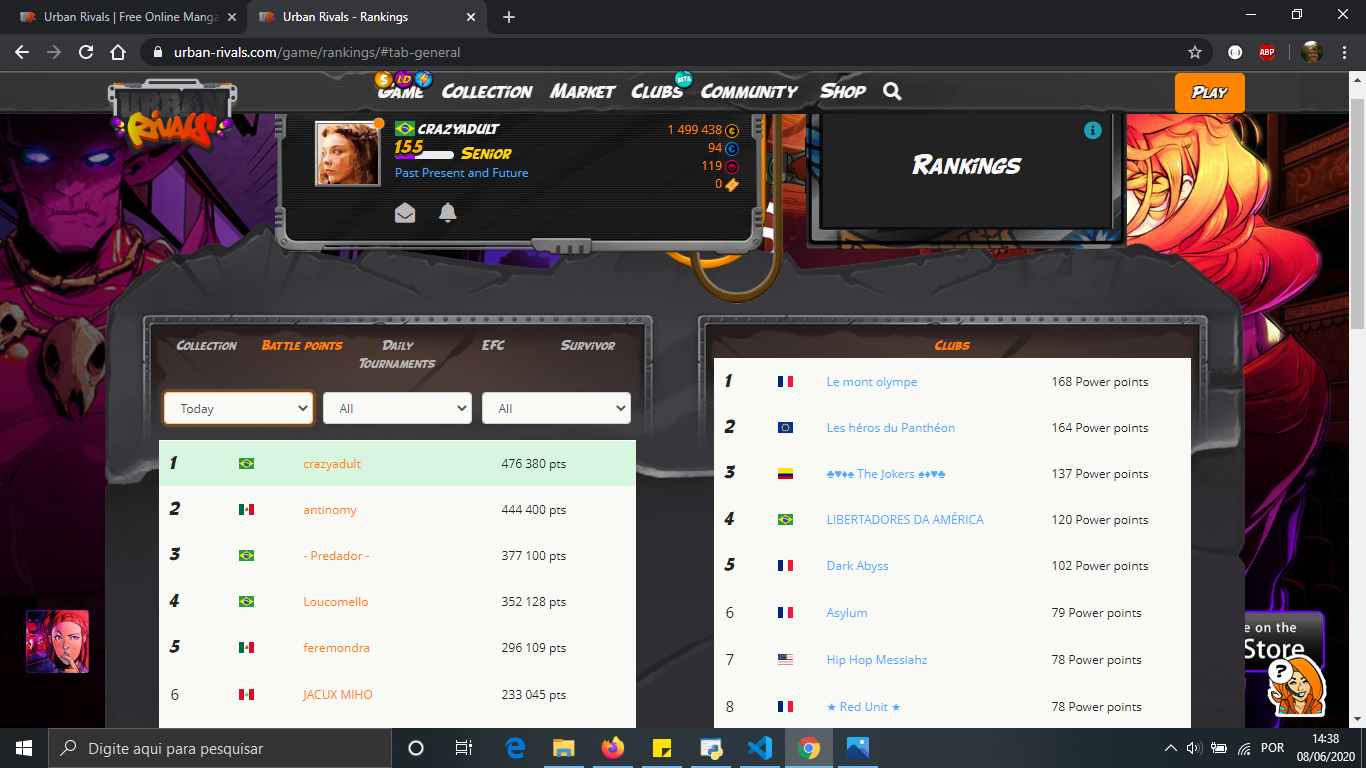 Urban Rivals | Free Online Manga
Urban Rivals - Rankings
urban-rivals.com/game/rankings/#tab-general
ABP
URBAN
RIVALS
LD
GAME
COLLECTION
MARKET
CLUBS
BETA
COMMUNITY
SHOP
PLAY
CRAZYADULT
155
SENIOR
Past Present and Future
1 499 438
94
119
0
RANKINGS
COLLECTION
BATTLE POINTS
DAILY
TOURNAMENTS
EFC
SURVIVOR
Today
All
All
1 crazyadult 476 380 pts
2 antinomy 444 400 pts
3 - Predador - 377 100 pts
4 Loucomello 352 128 pts
5 feremondra 296 109 pts
6 JACUX MIHO 233 045 pts
CLUBS
1 Le mont olympe 168 Power points
2 Les héros du Panthéon 164 Power points
3 ♣♥♦♠ The Jokers ♠♦♥♣ 137 Power points
4 LIBERTADORES DA AMÉRICA 120 Power points
5 Dark Abyss 102 Power points
6 Asylum 79 Power points
7 Hip Hop Messiahz 78 Power points
8 ★ Red Unit ★ 78 Power points
e on the
Store
?
Digite aqui para pesquisar
POR
14:38
08/06/2020